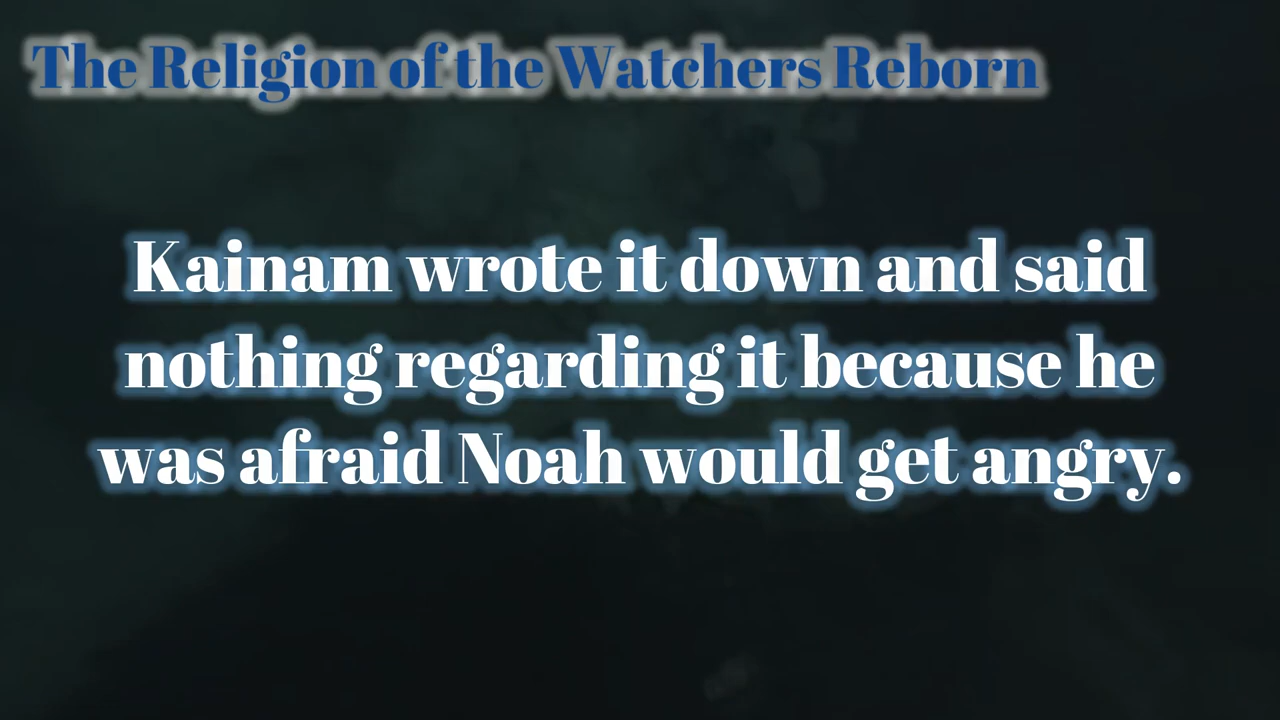 The Religion of the Watchers Reborn
Kainam wrote it down and said
nothing regarding it because he
was afraid Noah would get angry.